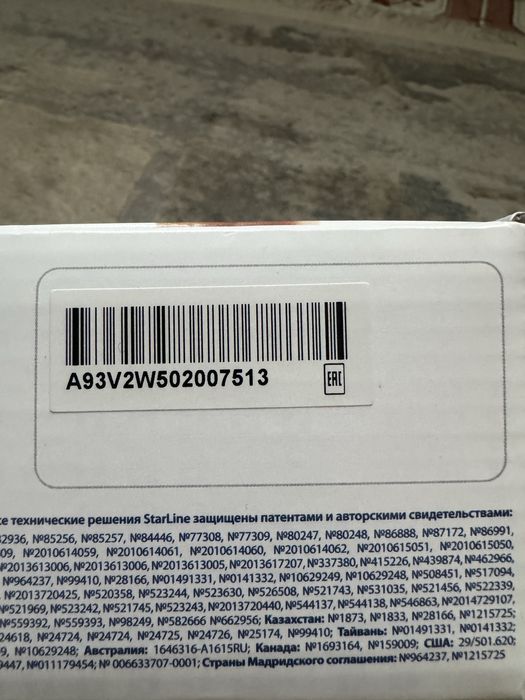 A93V2W502007513
EAC
технические решения StarLine защищены патентами и авторскими свидетельствами:
№85256, №85257, №84446, №77308, №77309, №80247, №80248, №86888, №87172, №86991,
№2010614059, №2010614061, №2010614060, №2010614062, №2010615051, №2010615050,
№2013613006, №2013613005, №2013617207, №337380, №415226, №439874, №462966,
№964237, №99410, №28166, №01491331, №0141332, №10629249, №10629248, №508451, №517094,
№2013720425, №520358, №523244, №523630, №526508, №521743, №531035, №521456, №522339,
№521969, №523242, №521745, №523243, №2013720440, №544137, №544138, №546863, №2014729107,
№559392, №559393, №98249, №582666 №662956; Казахстан: №1873, №1833, №28166, №1215725;
№24724, №24724, №24725, №24726, №25174, №99410; Тайвань: №01491331, №0141332;
№10629248; Австралия: 1646316-A1615RU; Канада: №1693164, №159009; США: 29/501.620;
№011179454; № 006633707-0001; Страны Мадридского соглашения: №964237, №1215725